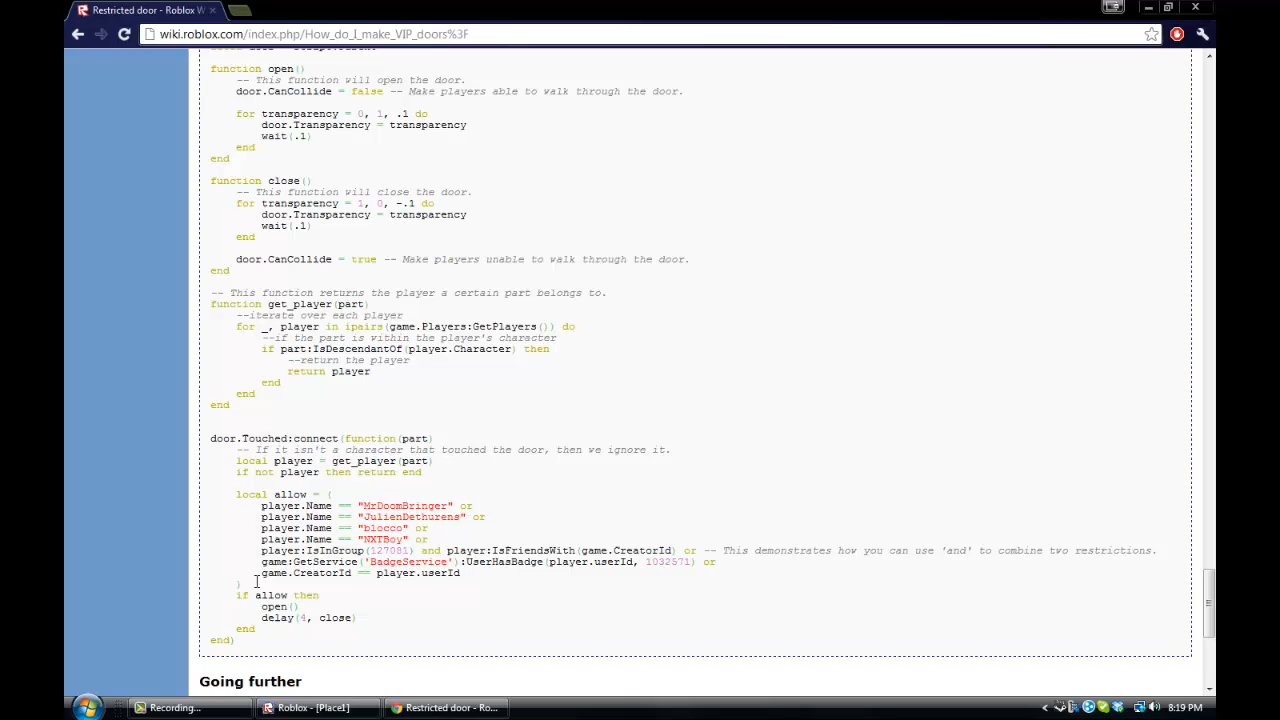 Restricted door - Roblox W
wiki.roblox.com/index.php/How_do_I_make_VIP_doors%3F
function open()
-- This function will open the door.
door.CanCollide = false -- Make players able to walk through the door.
for transparency = 0, 1, .1 do
door.Transparency = transparency
wait(.1)
end
end
function close()
-- This function will close the door.
for transparency = 1, 0, -.1 do
door.Transparency = transparency
wait(.1)
end
door.CanCollide = true -- Make players unable to walk through the door.
end
-- This function returns the player a certain part belongs to.
function get_player(part)
--iterate over each player
for _, player in ipairs(game.Players:GetPlayers()) do
--if the part is within the player's character
if part:IsDescendantOf(player.Character) then
--return the player
return player
end
end
end
door.Touched:connect(function(part)
-- If it isn't a character that touched the door, then we ignore it.
local player = get_player(part)
if not player then return end
local allow = (
player.Name == "MrDoomBringer" or
player.Name == "JulienDethurens" or
player.Name == "blocco" or
player.Name == "NXTBoy" or
player:IsInGroup(127081) and player:IsFriendsWith(game.CreatorId) or -- This demonstrates how you can use 'and' to combine two restrictions.
game:GetService('BadgeService'):UserHasBadge(player.userId, 1032571) or
game.CreatorId == player.userId
)
if allow then
open()
delay(4, close)
end
end)
Going further
Recording... Roblox - [Place1] Restricted door - Ro... 8:19 PM